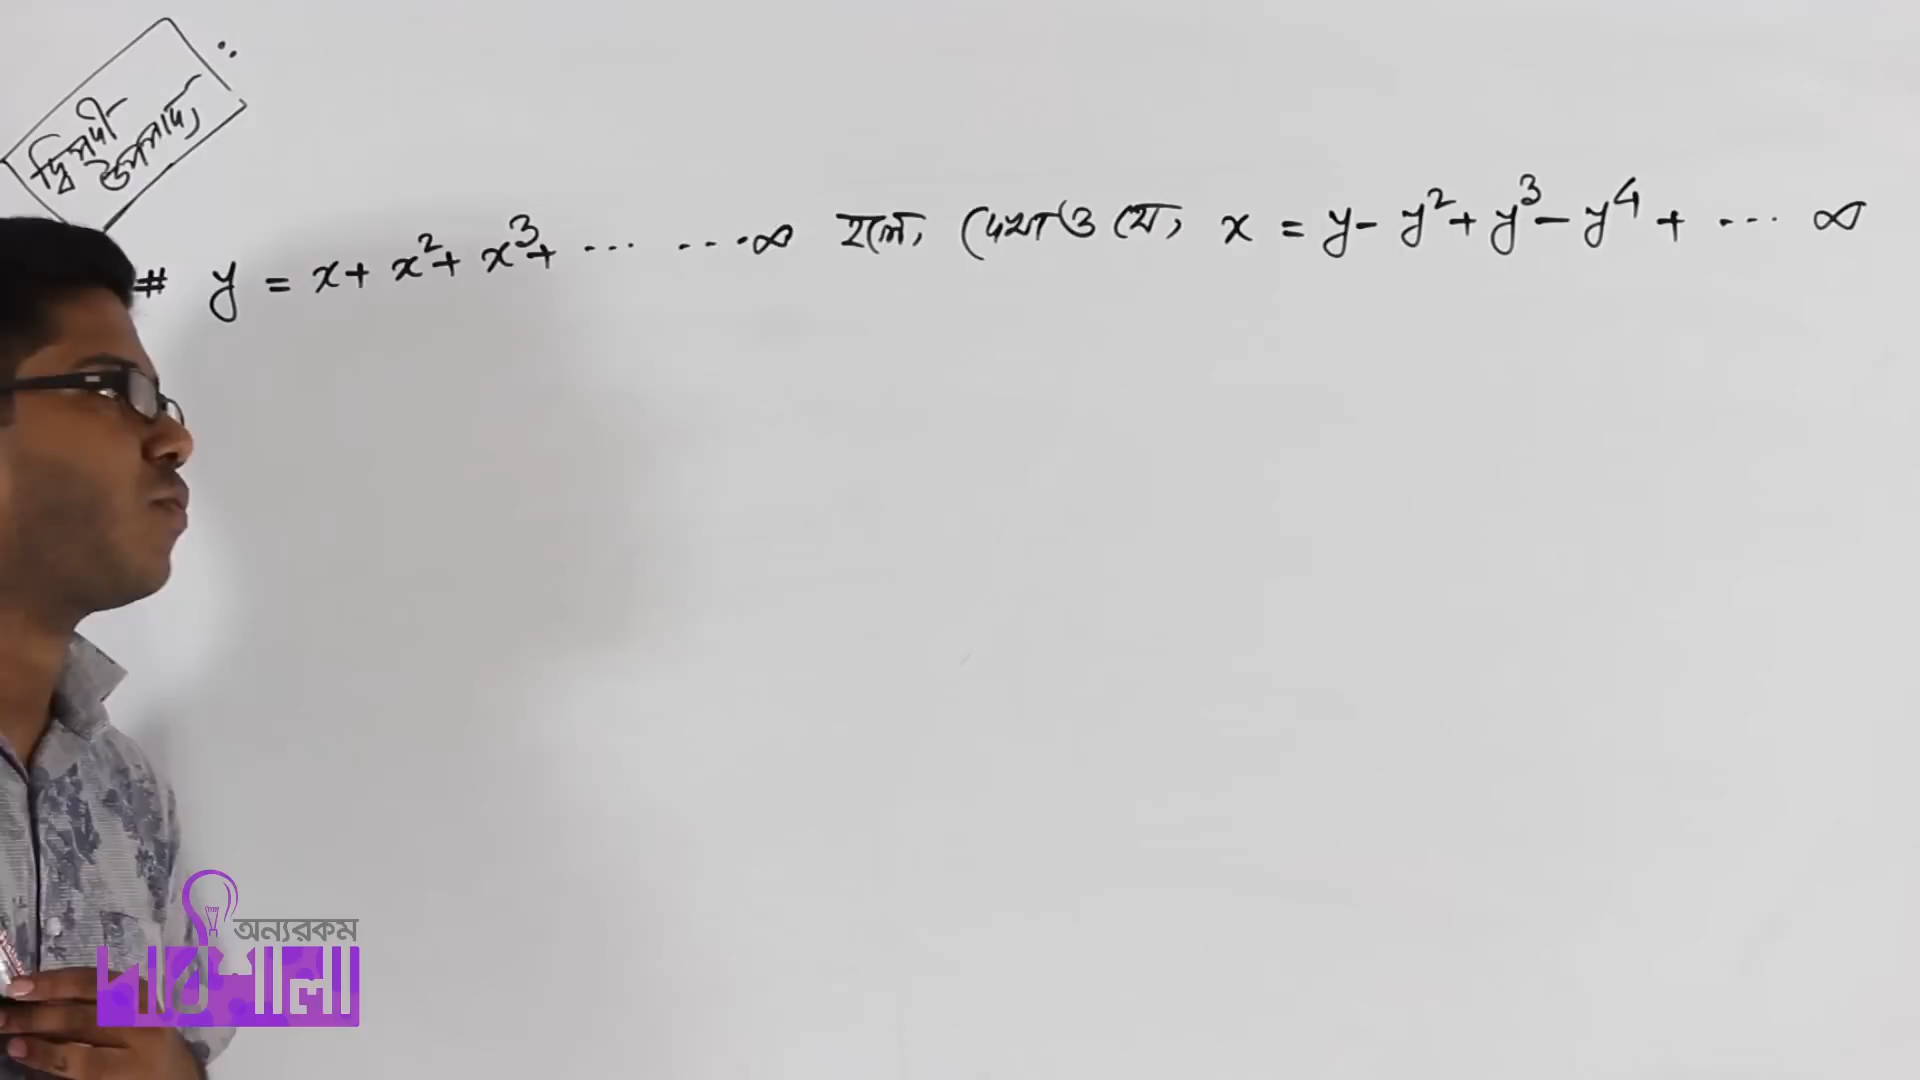 দ্বিপদী
উপপাদ্য
# y = x + x² + x³ + ... ...∞ হলে, দেখাও যে, x = y - y² + y³ - y⁴ + ... ∞
অন্যরকম
পাঠশালা